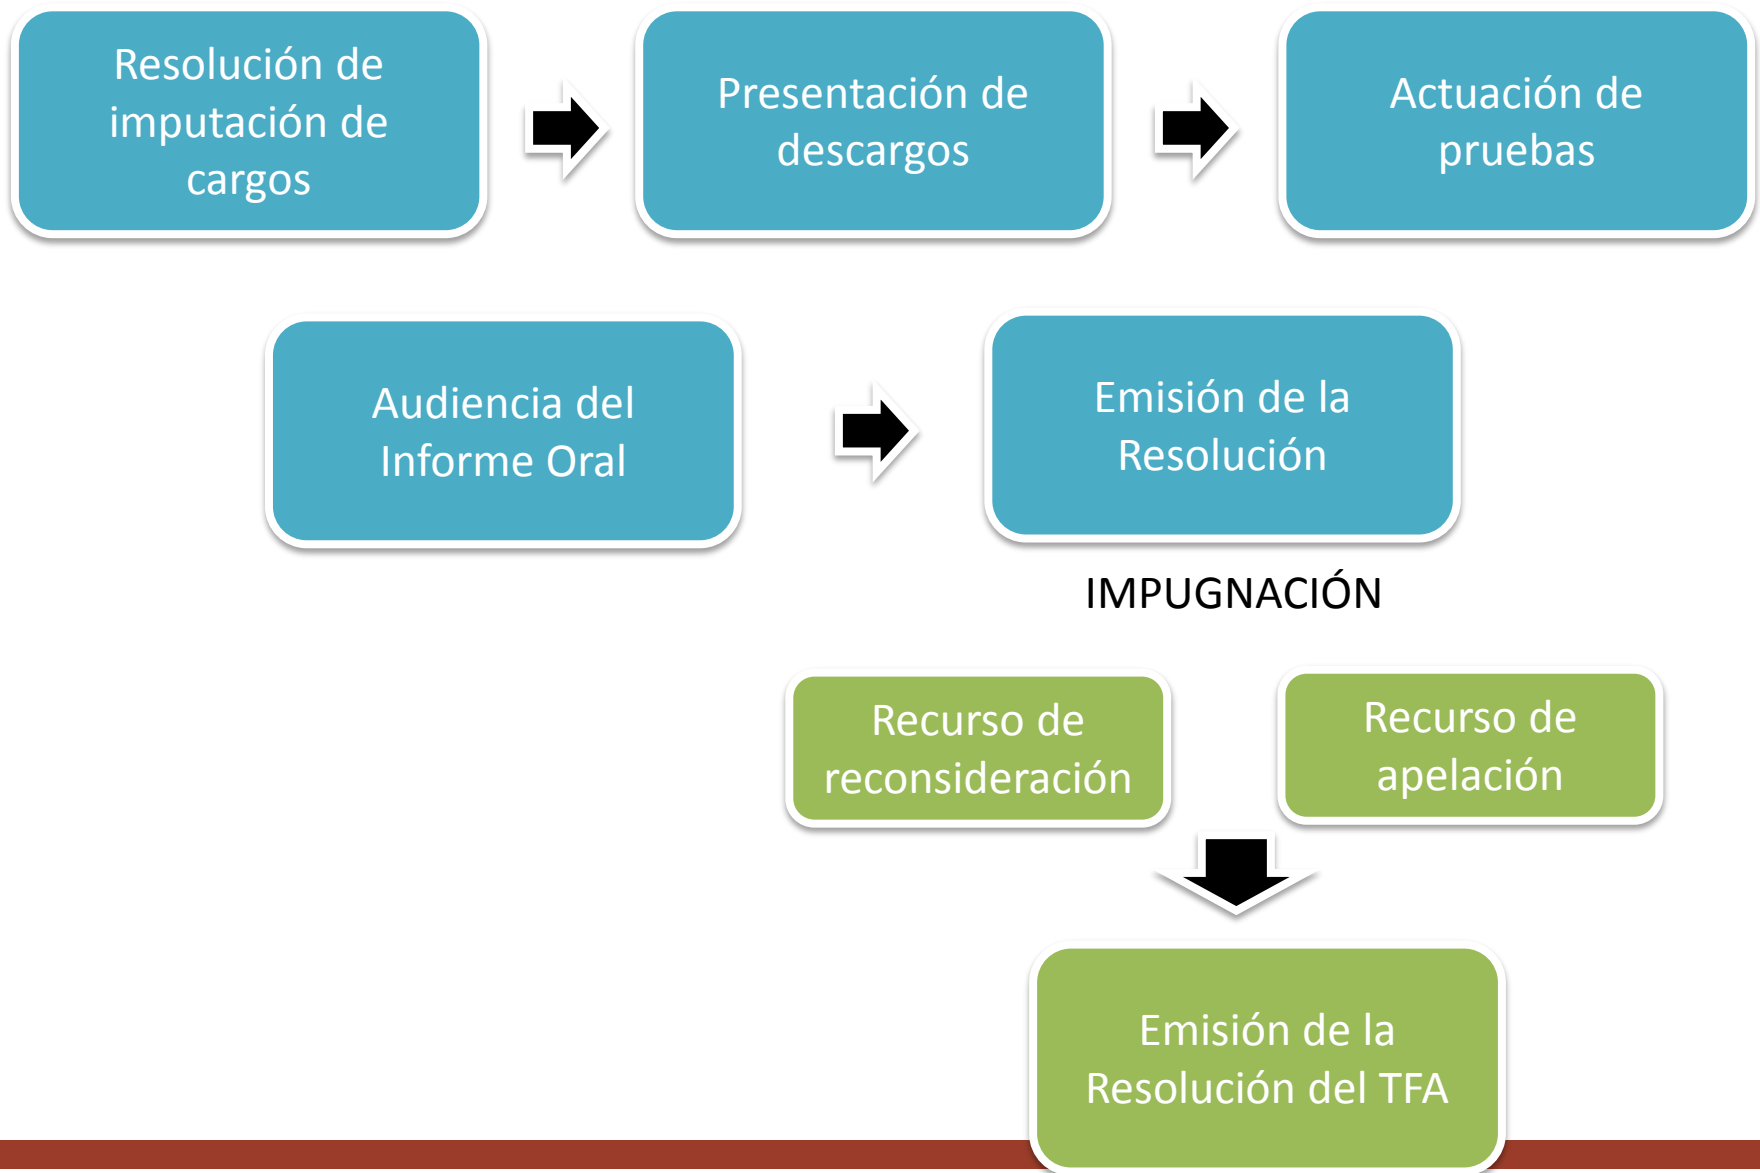 Resolución de
imputación de
cargos
Presentación de
descargos
Actuación de
pruebas
Audiencia del
Informe Oral
Emisión de la
Resolución
IMPUGNACIÓN
Recurso de
reconsideración
Recurso de
apelación
Emisión de la
Resolución del TFA